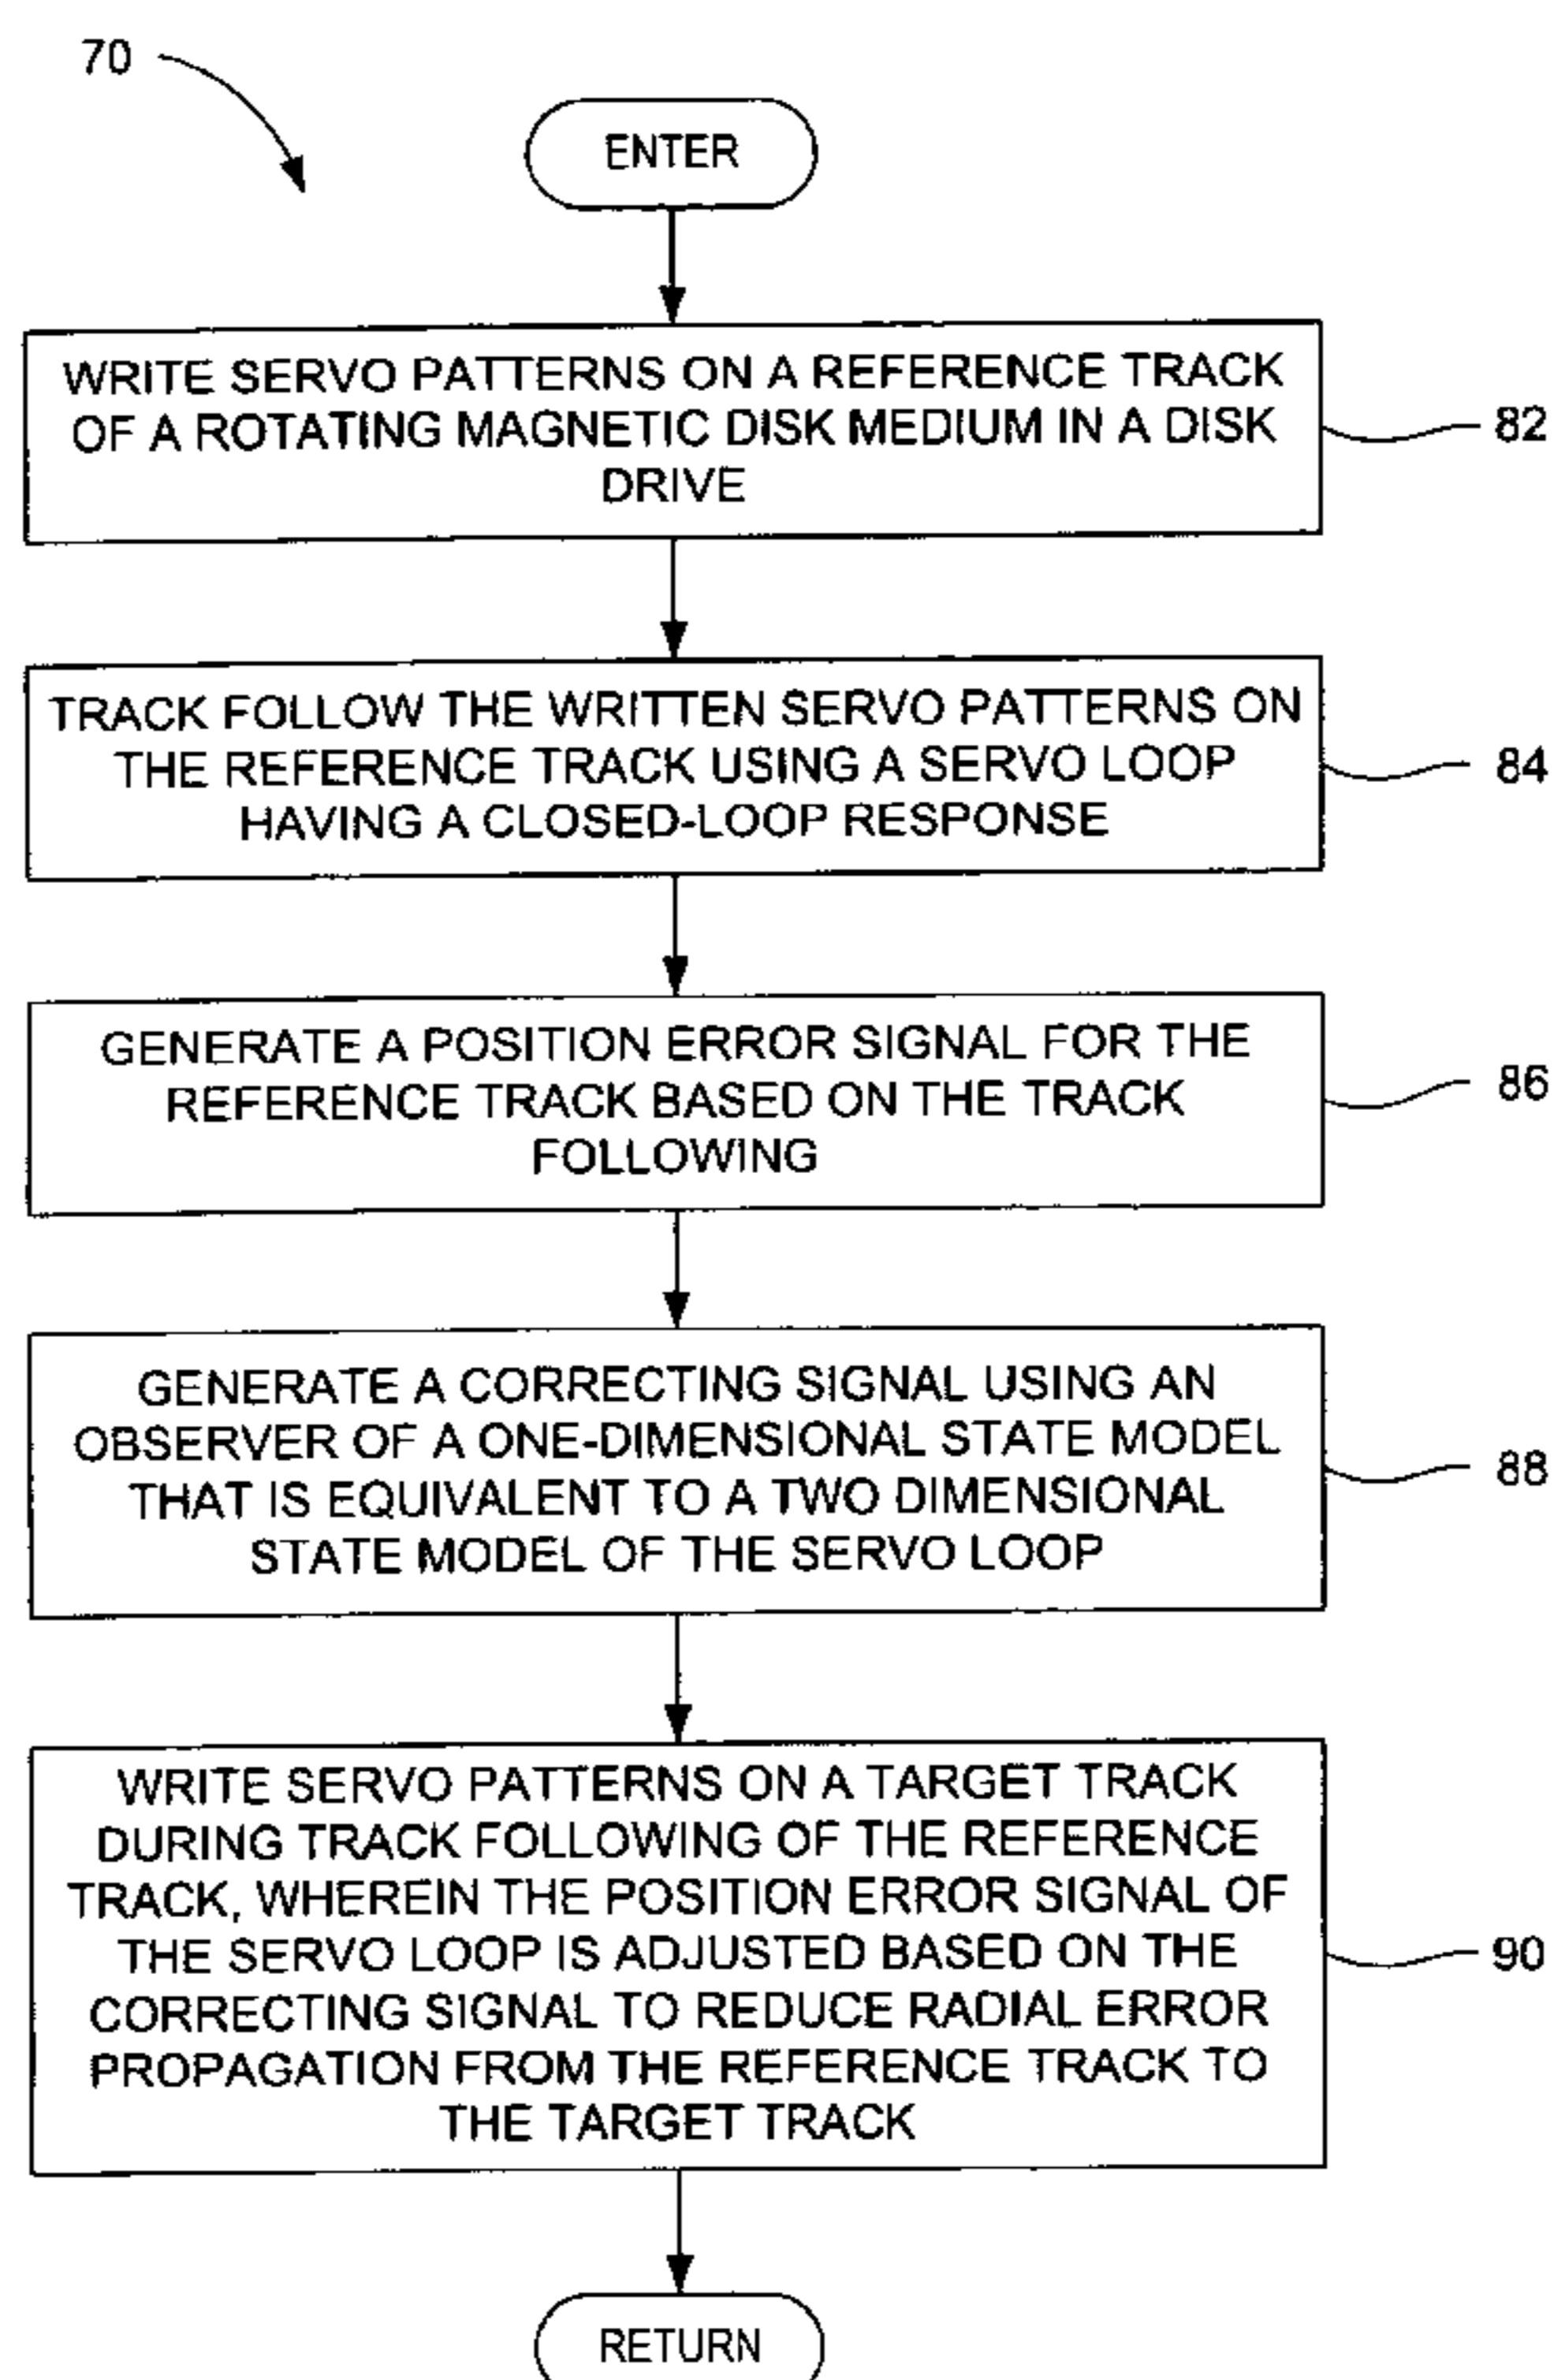 70
ENTER
WRITE SERVO PATTERNS ON A REFERENCE TRACK
OF A ROTATING MAGNETIC DISK MEDIUM IN A DISK
DRIVE
82
TRACK FOLLOW THE WRITTEN SERVO PATTERNS ON
THE REFERENCE TRACK USING A SERVO LOOP
HAVING A CLOSED-LOOP RESPONSE
84
GENERATE A POSITION ERROR SIGNAL FOR THE
REFERENCE TRACK BASED ON THE TRACK
FOLLOWING
86
GENERATE A CORRECTING SIGNAL USING AN
OBSERVER OF A ONE-DIMENSIONAL STATE MODEL
THAT IS EQUIVALENT TO A TWO DIMENSIONAL
STATE MODEL OF THE SERVO LOOP
88
WRITE SERVO PATTERNS ON A TARGET TRACK
DURING TRACK FOLLOWING OF THE REFERENCE
TRACK, WHEREIN THE POSITION ERROR SIGNAL OF
THE SERVO LOOP IS ADJUSTED BASED ON THE
CORRECTING SIGNAL TO REDUCE RADIAL ERROR
PROPAGATION FROM THE REFERENCE TRACK TO
THE TARGET TRACK
90
RETURN